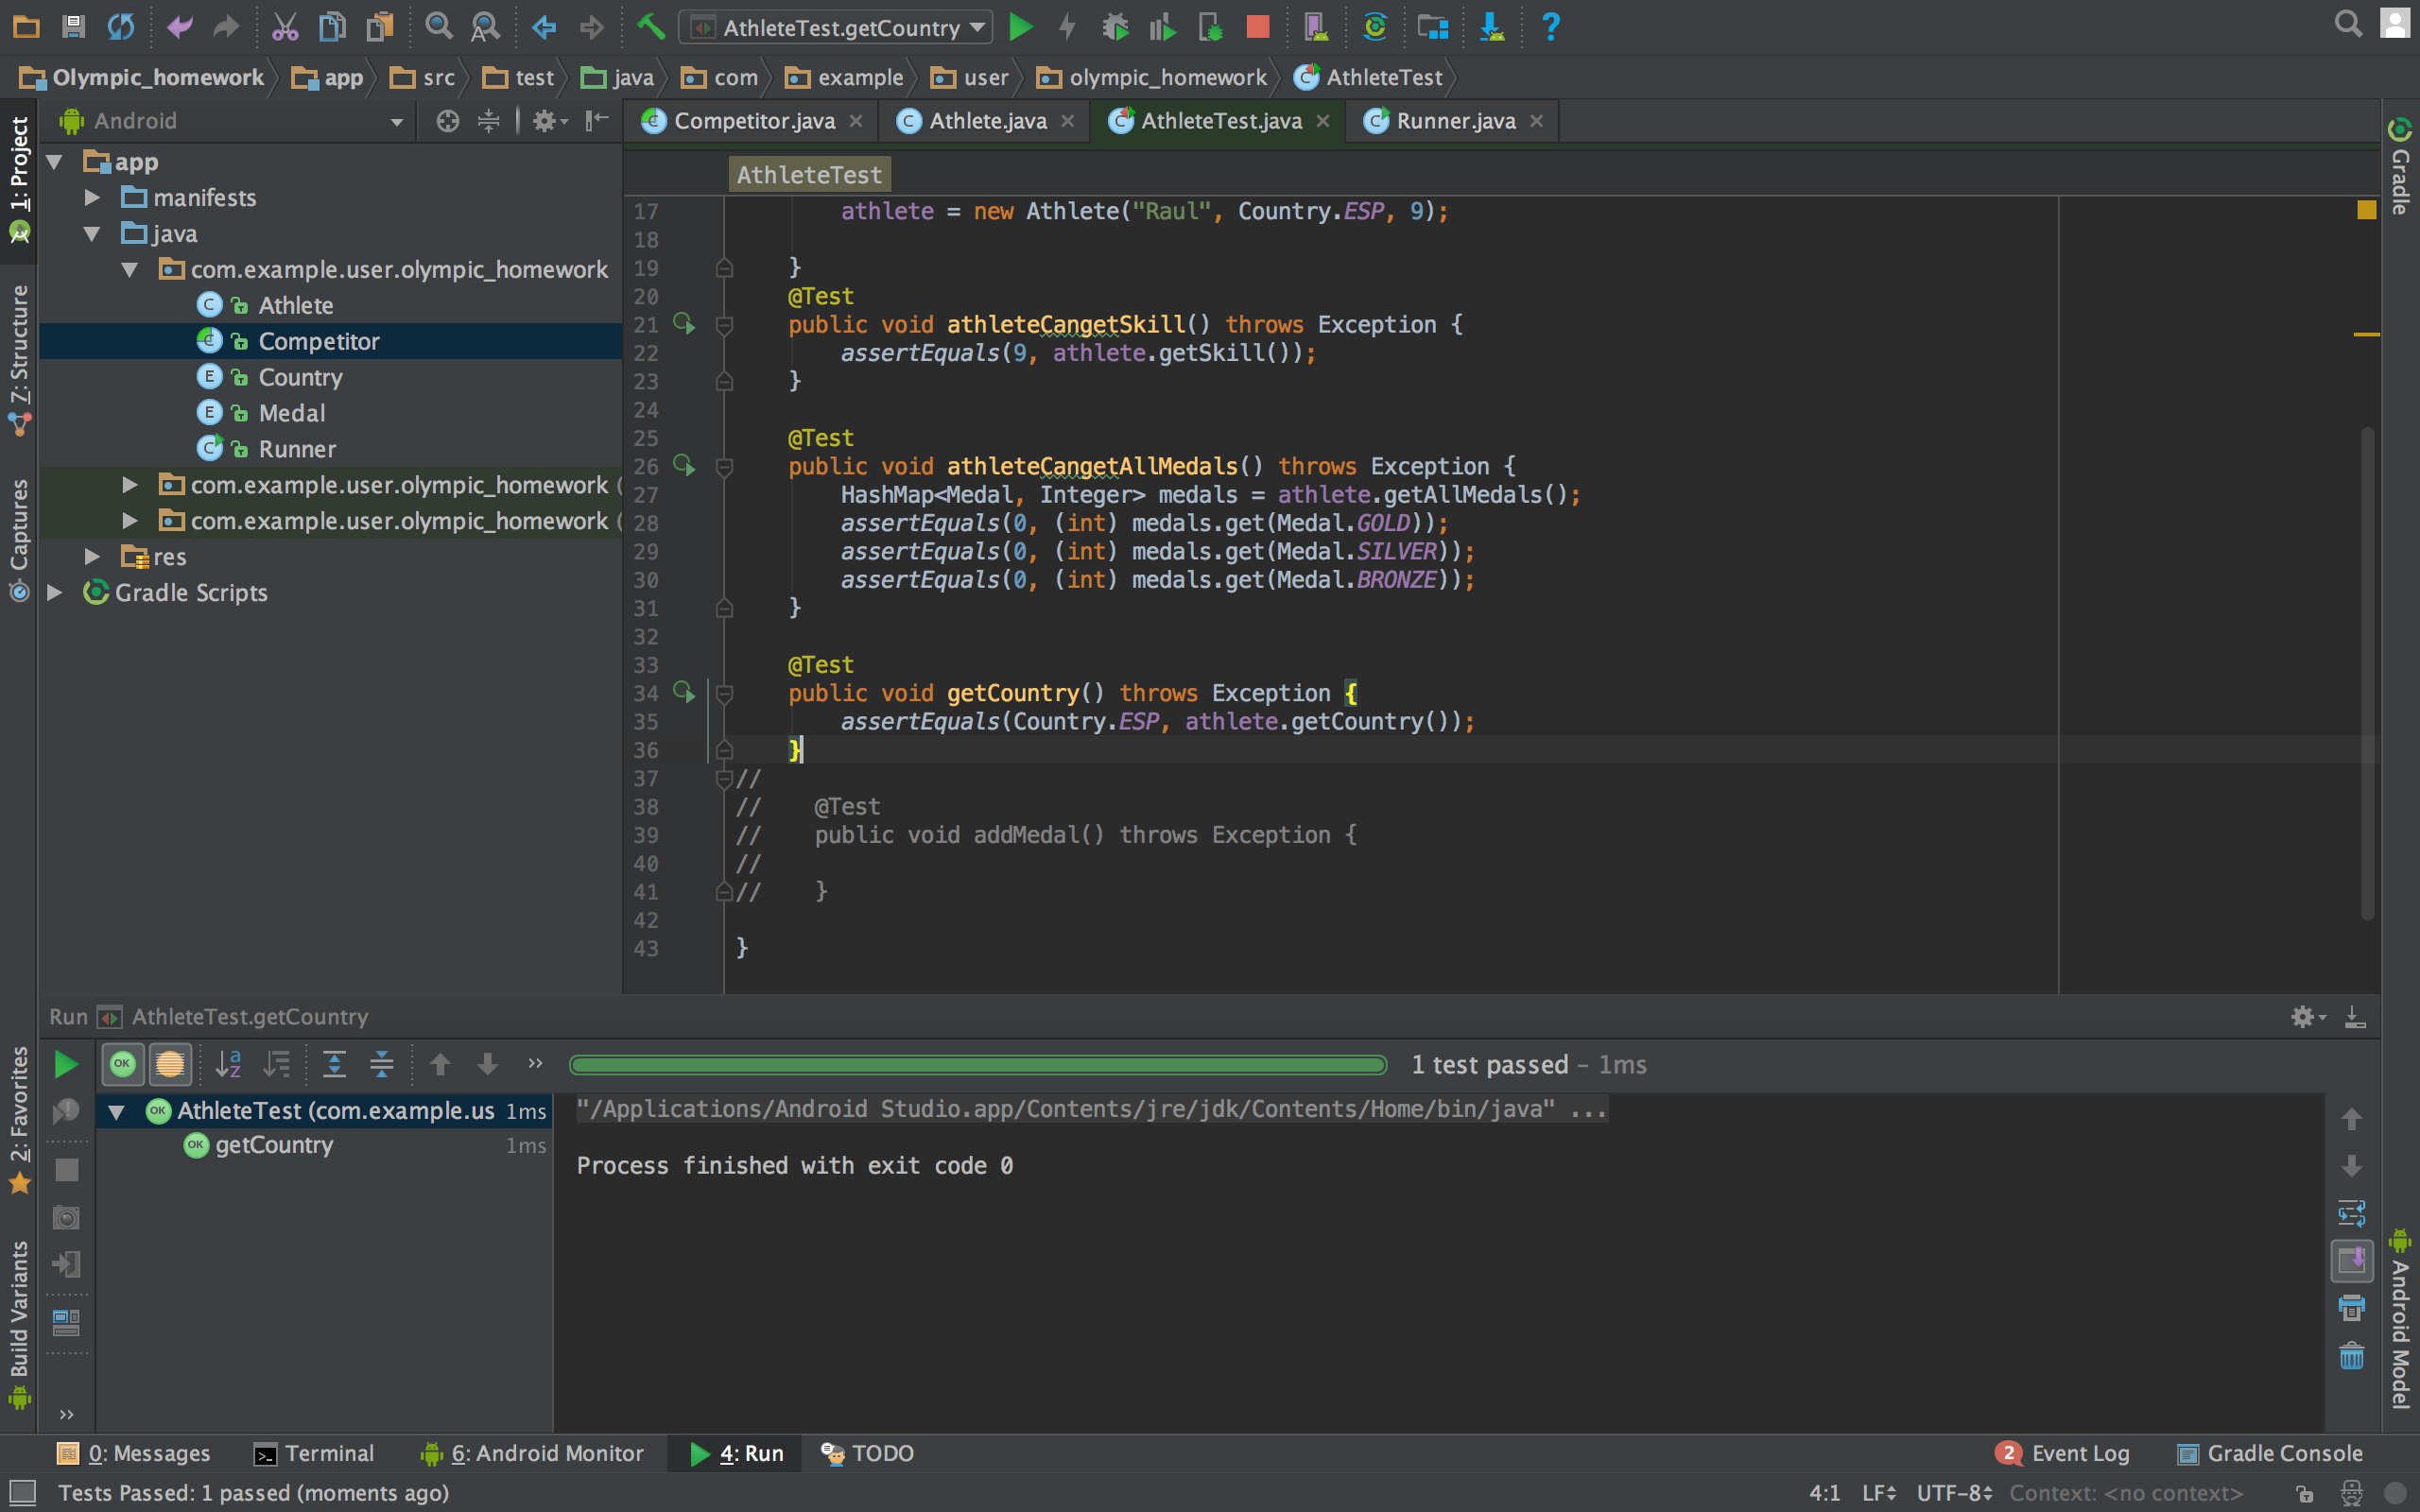 AthleteTest.getCountry
Olympic_homework app src test java com example user olympic_homework AthleteTest
Android
Competitor.java Athlete.java AthleteTest.java Runner.java
1: Project
7: Structure
Captures
2: Favorites
Build Variants
app
manifests
java
com.example.user.olympic_homework
Athlete
Competitor
Country
Medal
Runner
com.example.user.olympic_homework (
com.example.user.olympic_homework (
res
Gradle Scripts
AthleteTest
17 athlete = new Athlete("Raul", Country.ESP, 9);
18
19 }
20 @Test
21 public void athleteCangetSkill() throws Exception {
22 assertEquals(9, athlete.getSkill());
23 }
24
25 @Test
26 public void athleteCangetAllMedals() throws Exception {
27 HashMap<Medal, Integer> medals = athlete.getAllMedals();
28 assertEquals(0, (int) medals.get(Medal.GOLD));
29 assertEquals(0, (int) medals.get(Medal.SILVER));
30 assertEquals(0, (int) medals.get(Medal.BRONZE));
31 }
32
33 @Test
34 public void getCountry() throws Exception {
35 assertEquals(Country.ESP, athlete.getCountry());
36 }
37 //
38 // @Test
39 // public void addMedal() throws Exception {
40 //
41 // }
42
43 }
Gradle
Android Model
Run AthleteTest.getCountry
1 test passed – 1ms
AthleteTest (com.example.us 1ms
getCountry 1ms
"/Applications/Android Studio.app/Contents/jre/jdk/Contents/Home/bin/java" ...
Process finished with exit code 0
0: Messages Terminal 6: Android Monitor 4: Run TODO 2 Event Log Gradle Console
Tests Passed: 1 passed (moments ago) 4:1 LF UTF-8 Context: <no context>